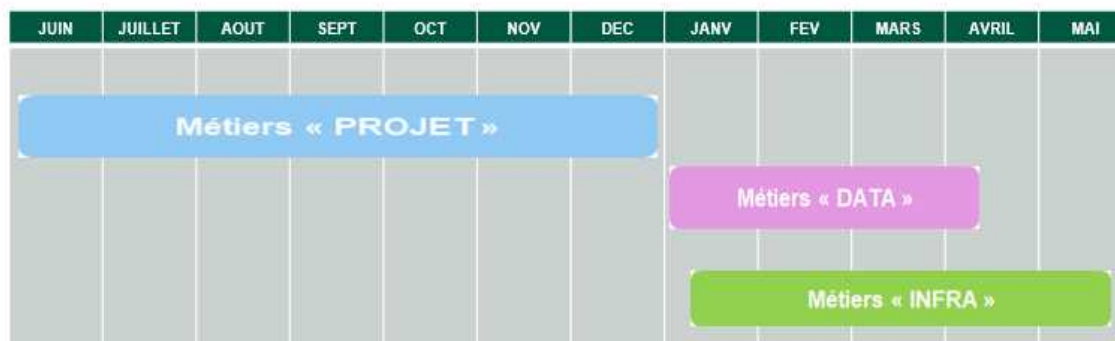 JUIN JUILLET AOUT SEPT OCT NOV DEC JANV FEV MARS AVRIL MAI
Métiers « PROJET »
Métiers « DATA »
Métiers « INFRA »